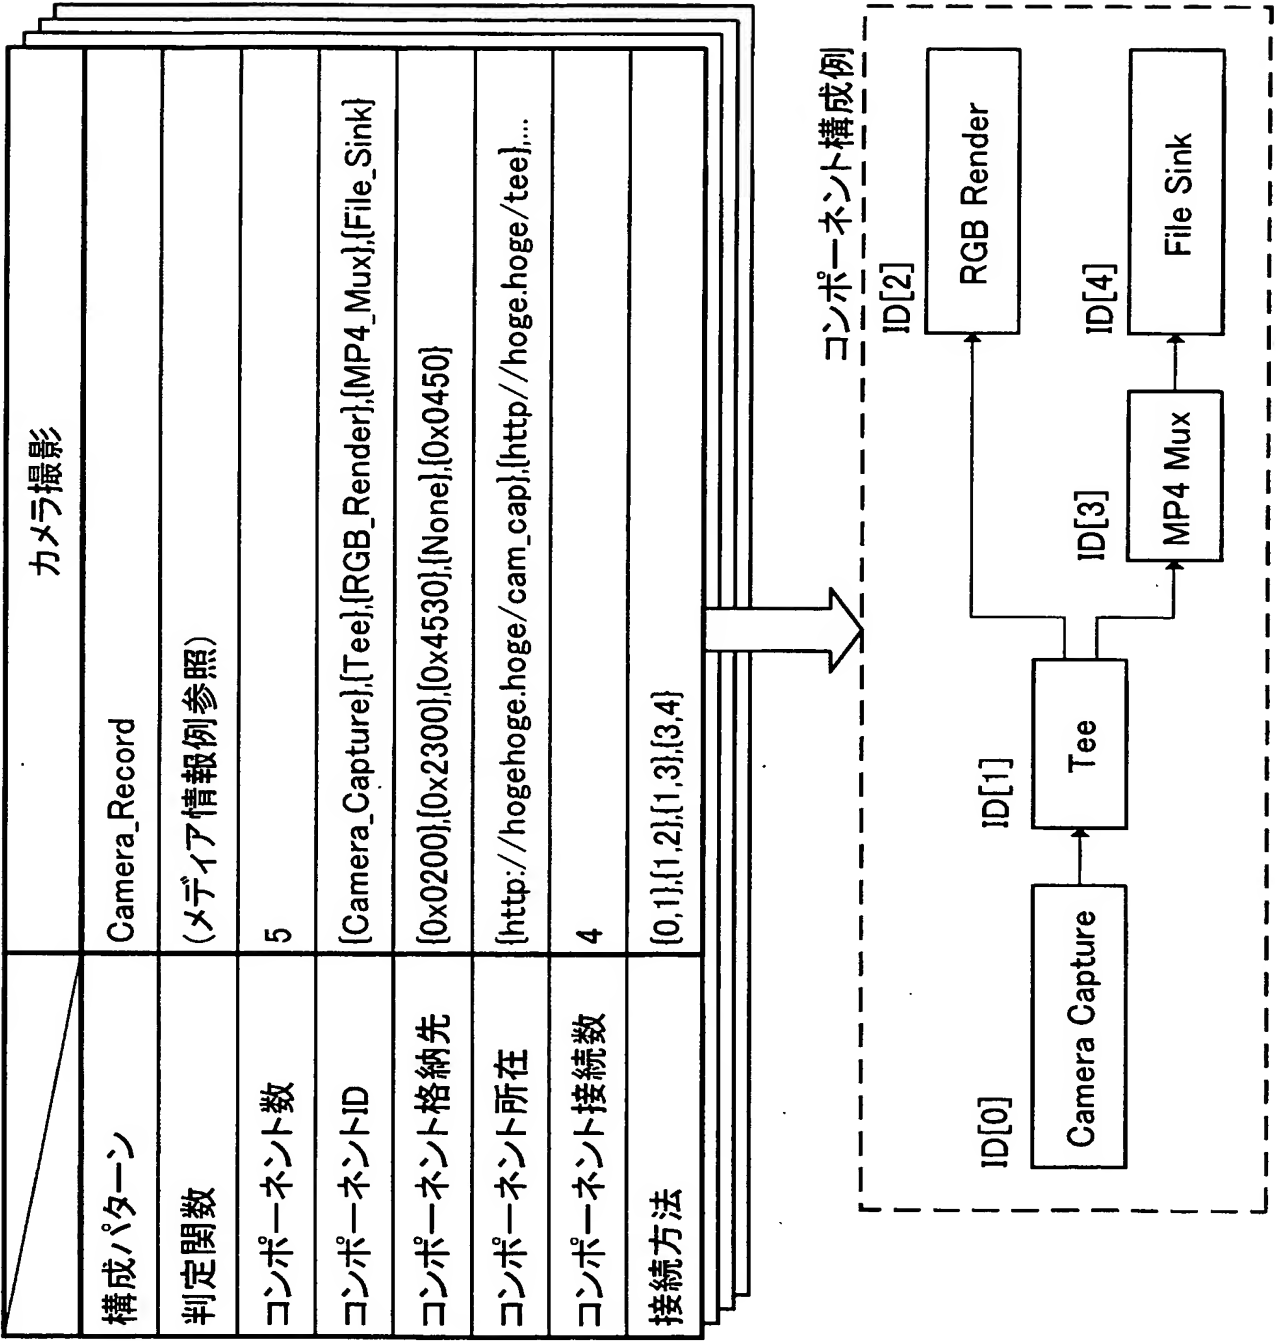 カメラ撮影
構成パターン Camera_Record
判定関数 (メディア情報例参照)
コンポーネント数 5
コンポーネントID {Camera_Capture},{Tee},{RGB_Render},{MP4_Mux},{File_Sink}
コンポーネント格納先 {0x0200},{0x2300},{0x4530},{None},{0x0450}
コンポーネント所在 {http://hogehoge.hoge/cam_cap},{http//hoge.hoge/tee},...
コンポーネント接続数 4
接続方法 {0,1},{1,2},{1,3},{3,4}
コンポーネント構成例
ID[0]
Camera Capture
ID[1]
Tee
ID[2]
RGB Render
ID[3]
MP4 Mux
ID[4]
File Sink